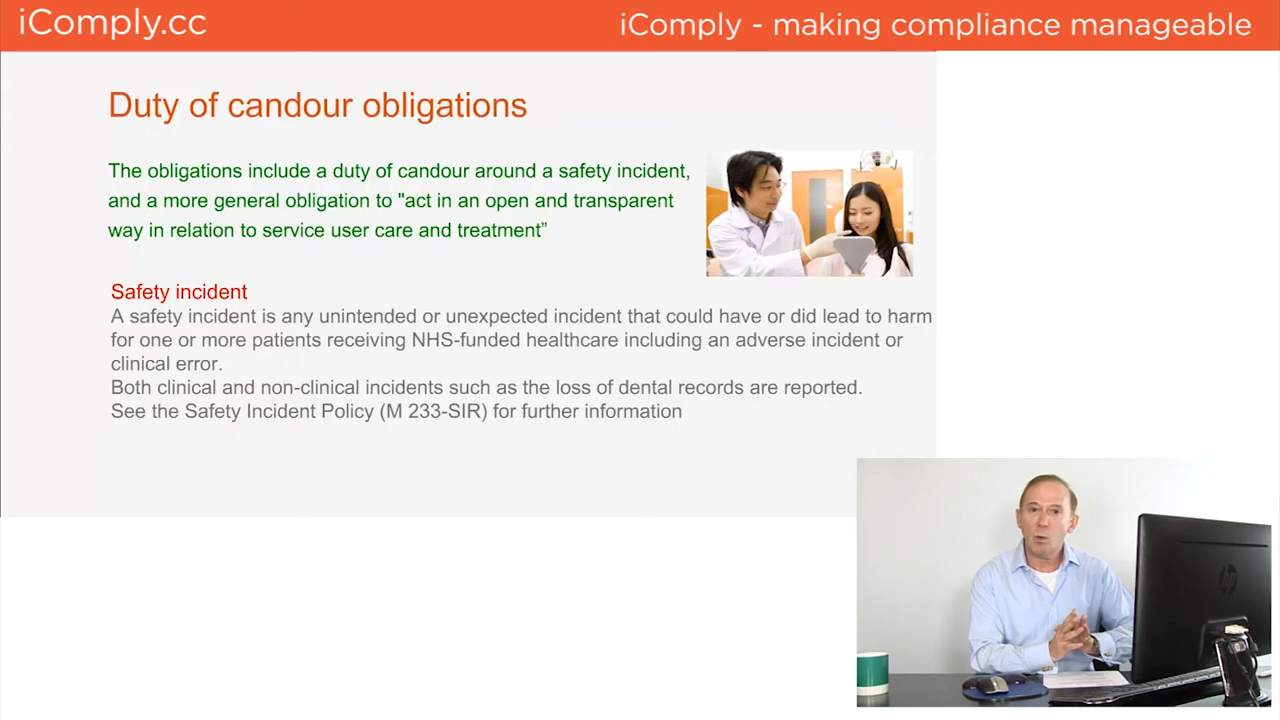 iComply.cc
iComply - making compliance manageable
Duty of candour obligations
The obligations include a duty of candour around a safety incident,
and a more general obligation to "act in an open and transparent
way in relation to service user care and treatment”
Safety incident
A safety incident is any unintended or unexpected incident that could have or did lead to harm
for one or more patients receiving NHS-funded healthcare including an adverse incident or
clinical error.
Both clinical and non-clinical incidents such as the loss of dental records are reported.
See the Safety Incident Policy (M 233-SIR) for further information
hp